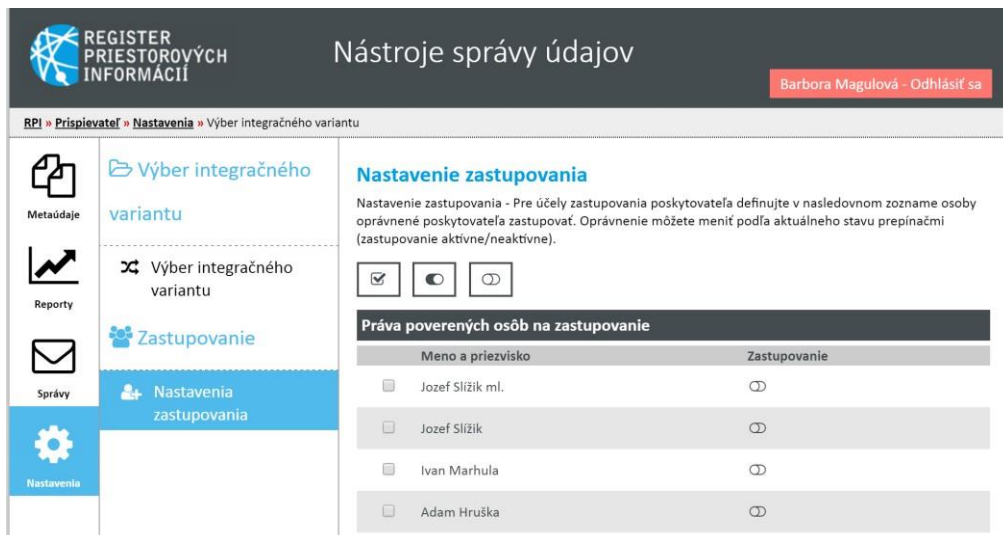 REGISTER
PRIESTOROVÝCH
INFORMÁCIÍ
Nástroje správy údajov
Barbora Magulová - Odhlásiť sa
RPI » Prispievateľ » Nastavenia » Výber integračného variantu
Metaúdaje
Reporty
Správy
Nastavenia
Výber integračného
variantu
Výber integračného
variantu
Zastupovanie
Nastavenia
zastupovania
Nastavenie zastupovania
Nastavenie zastupovania - Pre účely zastupovania poskytovateľa definujte v nasledovnom zozname osoby
oprávnené poskytovateľa zastupovať. Oprávnenie môžete meniť podľa aktuálneho stavu prepínačmi
(zastupovanie aktívne/neaktívne).
Práva poverených osôb na zastupovanie
Meno a priezvisko Zastupovanie
Jozef Slížik ml.
Jozef Slížik
Ivan Marhula
Adam Hruška